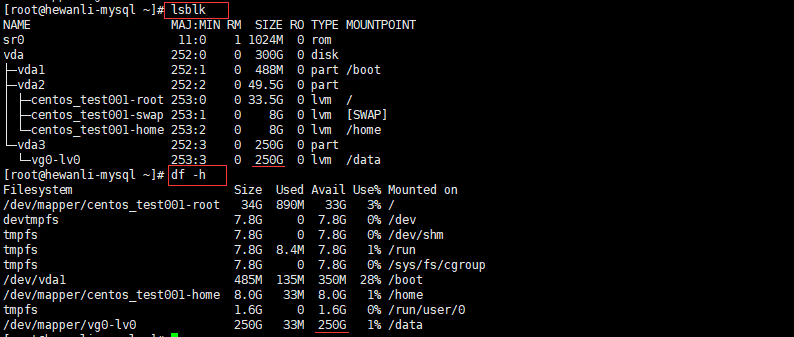 [root@hewanli-mysql ~]# lsblk
NAME MAJ:MIN RM SIZE RO TYPE MOUNTPOINT
sr0 11:0 1 1024M 0 rom
vda 252:0 0 300G 0 disk
├─vda1 252:1 0 488M 0 part /boot
├─vda2 252:2 0 49.5G 0 part
│ ├─centos_test001-root 253:0 0 33.5G 0 lvm /
│ ├─centos_test001-swap 253:1 0 8G 0 lvm [SWAP]
│ └─centos_test001-home 253:2 0 8G 0 lvm /home
└─vda3 252:3 0 250G 0 part
└─vg0-lv0 253:3 0 250G 0 lvm /data
[root@hewanli-mysql ~]# df -h
Filesystem Size Used Avail Use% Mounted on
/dev/mapper/centos_test001-root 34G 890M 33G 3% /
devtmpfs 7.8G 0 7.8G 0% /dev
tmpfs 7.8G 0 7.8G 0% /dev/shm
tmpfs 7.8G 8.4M 7.8G 1% /run
tmpfs 7.8G 0 7.8G 0% /sys/fs/cgroup
/dev/vda1 485M 135M 350M 28% /boot
/dev/mapper/centos_test001-home 8.0G 33M 8.0G 1% /home
tmpfs 1.6G 0 1.6G 0% /run/user/0
/dev/mapper/vg0-lv0 250G 33M 250G 1% /data
[root@hewanli-mysql ~]#